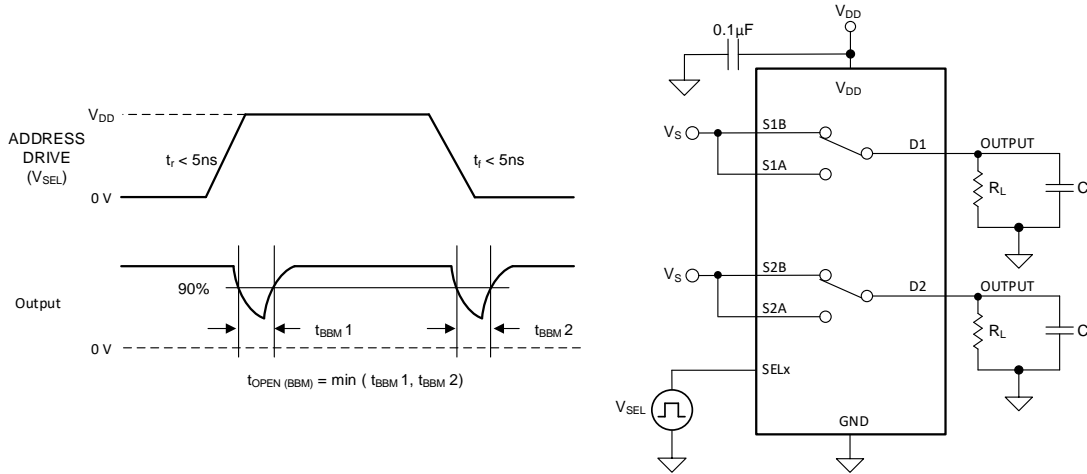 V_DD
ADDRESS
DRIVE
(V_SEL)
t_r < 5ns
t_f < 5ns
0 V
Output
90%
t_BBM 1
t_BBM 2
0 V
t_OPEN (BBM) = min ( t_BBM 1, t_BBM 2)
V_DD
0.1µF
V_DD
V_S
S1B
S1A
D1
OUTPUT
R_L
C
V_S
S2B
S2A
D2
OUTPUT
R_L
C
SELx
V_SEL
GND